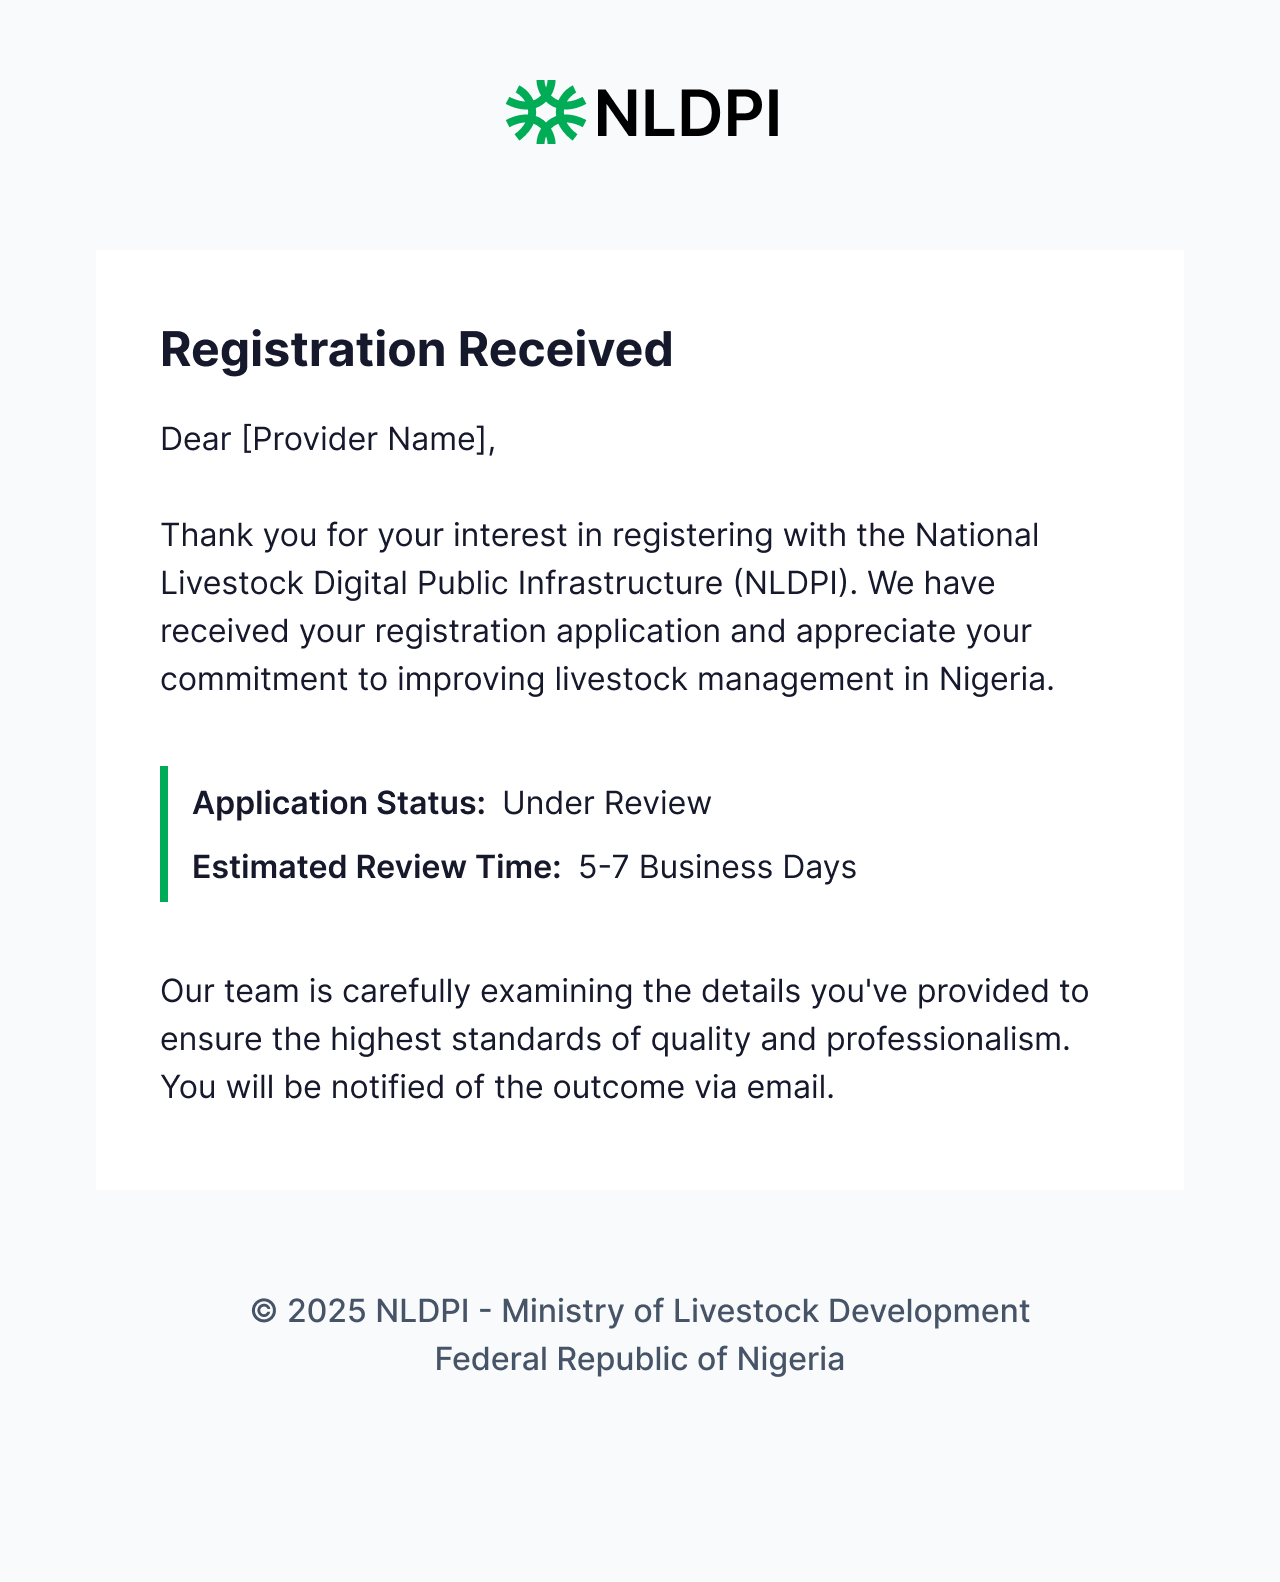 NLDPI
Registration Received
Dear [Provider Name],
Thank you for your interest in registering with the National
Livestock Digital Public Infrastructure (NLDPI). We have
received your registration application and appreciate your
commitment to improving livestock management in Nigeria.
Application Status: Under Review
Estimated Review Time: 5-7 Business Days
Our team is carefully examining the details you've provided to
ensure the highest standards of quality and professionalism.
You will be notified of the outcome via email.
© 2025 NLDPI - Ministry of Livestock Development
Federal Republic of Nigeria